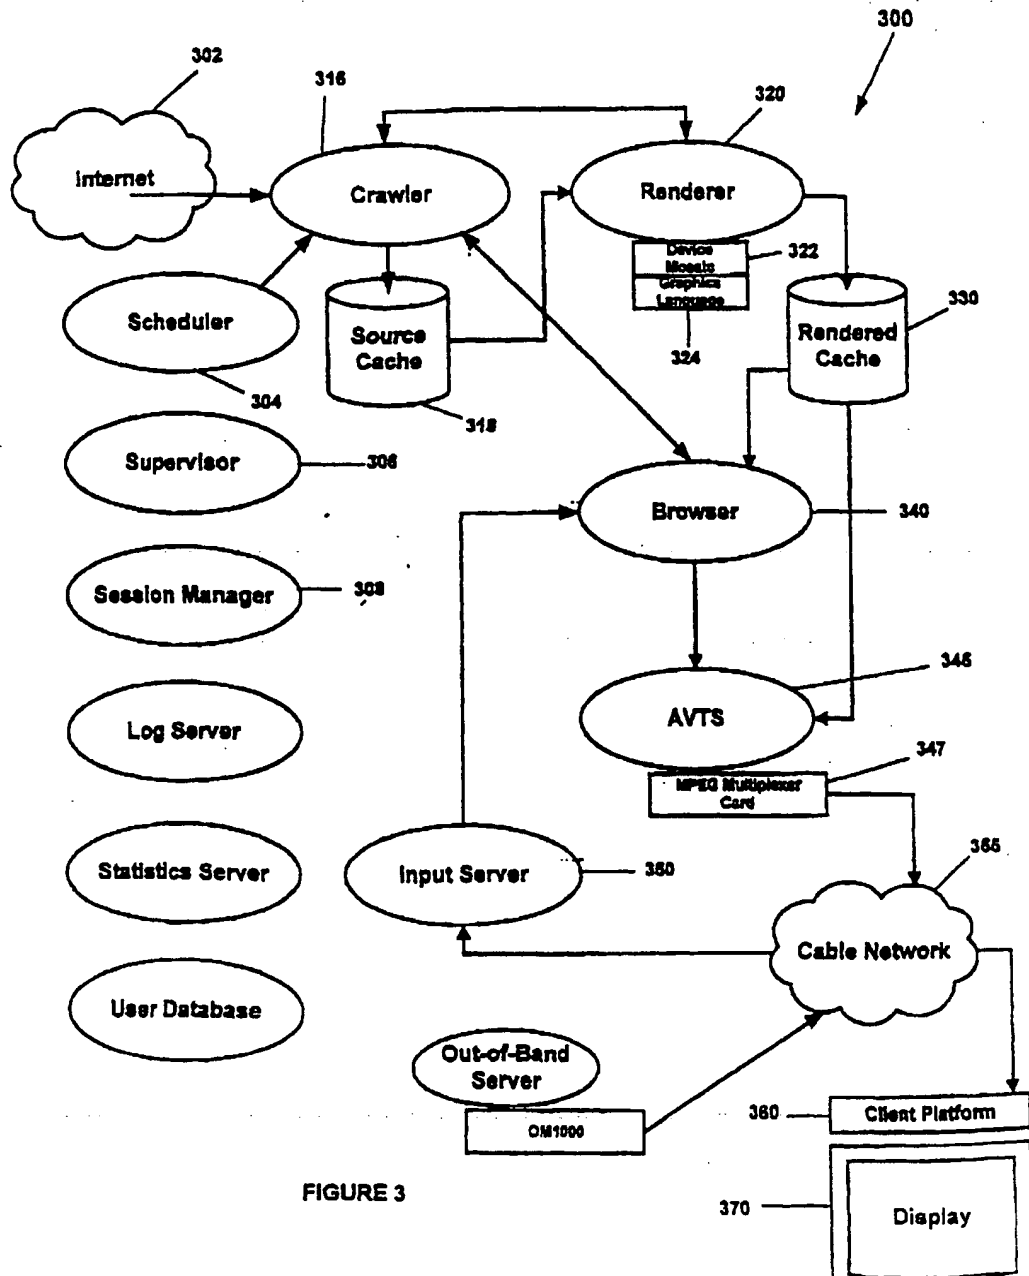 300
302
316
320
Internet
Crawler
Renderer
Device
Mosaic
322
Graphics
Language
324
330
Scheduler
304
Source
Cache
318
Rendered
Cache
Supervisor
306
Browser
340
Session Manager
308
345
Log Server
AVTS
347
MPEG Multiplexer
Card
Statistics Server
Input Server
350
355
Cable Network
User Database
Out-of-Band
Server
OM1000
360
Client Platform
FIGURE 3
370
Display